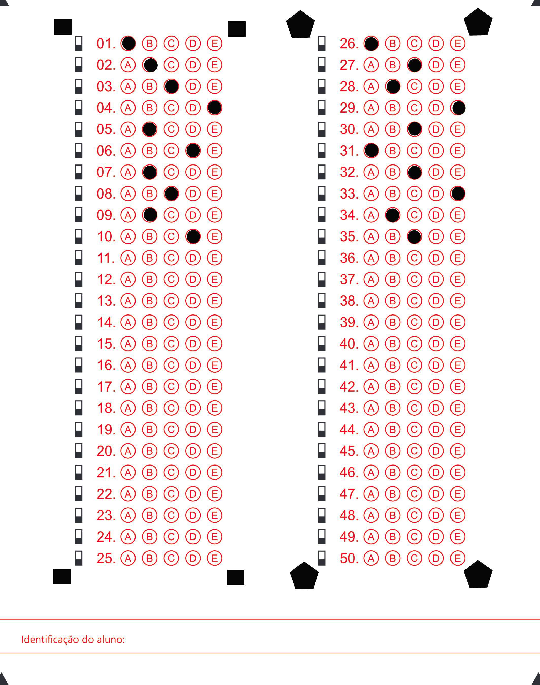 01. B C D E
02. A C D E
03. A B D E
04. A B C D
05. A C D E
06. A B C E
07. A C D E
08. A B D E
09. A C D E
10. A B C E
11. A B C D E
12. A B C D E
13. A B C D E
14. A B C D E
15. A B C D E
16. A B C D E
17. A B C D E
18. A B C D E
19. A B C D E
20. A B C D E
21. A B C D E
22. A B C D E
23. A B C D E
24. A B C D E
25. A B C D E
26. B C D E
27. A B D E
28. A C D E
29. A B C D
30. A B D E
31. B C D E
32. A B D E
33. A B C D
34. A C D E
35. A B D E
36. A B C D E
37. A B C D E
38. A B C D E
39. A B C D E
40. A B C D E
41. A B C D E
42. A B C D E
43. A B C D E
44. A B C D E
45. A B C D E
46. A B C D E
47. A B C D E
48. A B C D E
49. A B C D E
50. A B C D E
Identificação do aluno: